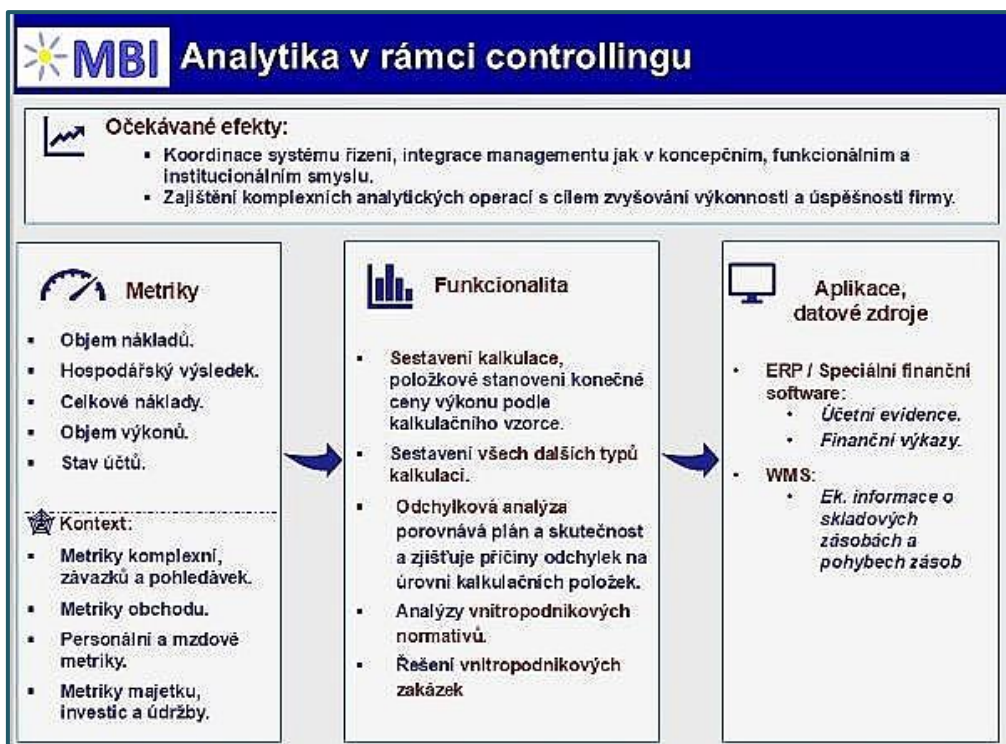 MBI Analytika v rámci controllingu
Očekávané efekty:
▪ Koordinace systému řízení, integrace managementu jak v koncepčním, funkcionálním a
institucionálním smyslu.
▪ Zajištění komplexních analytických operací s cílem zvyšování výkonnosti a úspěšnosti firmy.
Metriky
▪ Objem nákladů.
▪ Hospodářský výsledek.
▪ Celkové náklady.
▪ Objem výkonů.
▪ Stav účtů.
Kontext:
▪ Metriky komplexní,
závazků a pohledávek.
▪ Metriky obchodu.
▪ Personální a mzdové
metriky.
▪ Metriky majetku,
investic a údržby.
Funkcionalita
▪ Sestavení kalkulace,
položkové stanovení konečné
ceny výkonu podle
kalkulačního vzorce.
▪ Sestavení všech dalších typů
kalkulací.
▪ Odchylková analýza
porovnává plán a skutečnost
a zjišťuje příčiny odchylek na
úrovni kalkulačních položek.
▪ Analýzy vnitropodnikových
normativů.
▪ Řešení vnitropodnikových
zakázek
Aplikace,
datové zdroje
• ERP / Speciální finanční
software:
• Účetní evidence.
• Finanční výkazy.
• WMS:
• Ek. informace o
skladových
zásobách a
pohybech zásob